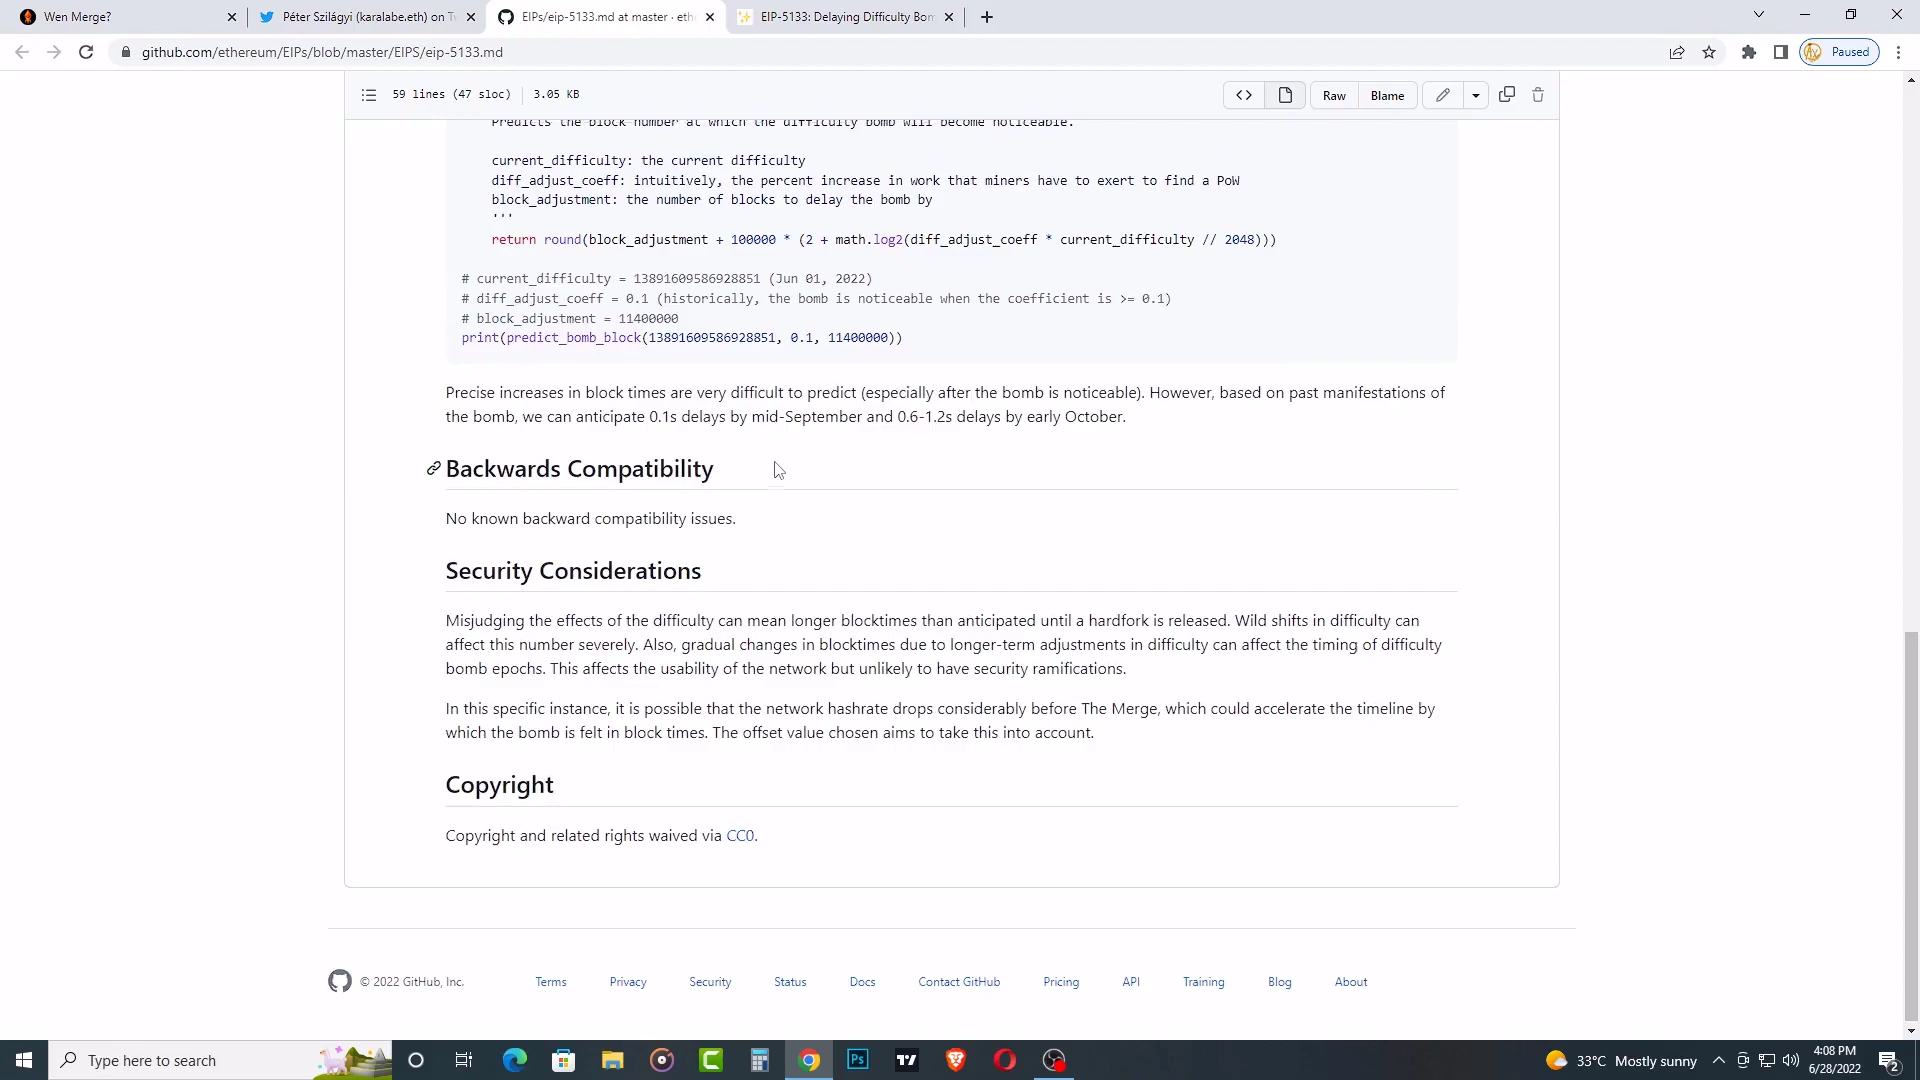 Wen Merge?
Péter Szilágyi (karalabe.eth) on Tw
EIPs/eip-5133.md at master · eth
EIP-5133: Delaying Difficulty Bom
github.com/ethereum/EIPs/blob/master/EIPS/eip-5133.md
Paused
59 lines (47 sloc) 3.05 KB
Raw
Blame
Predicts the block number at which the difficulty bomb will become noticeable.
current_difficulty: the current difficulty
diff_adjust_coeff: intuitively, the percent increase in work that miners have to exert to find a PoW
block_adjustment: the number of blocks to delay the bomb by
'''
return round(block_adjustment + 100000 * (2 + math.log2(diff_adjust_coeff * current_difficulty // 2048)))
# current_difficulty = 13891609586928851 (Jun 01, 2022)
# diff_adjust_coeff = 0.1 (historically, the bomb is noticeable when the coefficient is >= 0.1)
# block_adjustment = 11400000
print(predict_bomb_block(13891609586928851, 0.1, 11400000))
Precise increases in block times are very difficult to predict (especially after the bomb is noticeable). However, based on past manifestations of
the bomb, we can anticipate 0.1s delays by mid-September and 0.6-1.2s delays by early October.
Backwards Compatibility
No known backward compatibility issues.
Security Considerations
Misjudging the effects of the difficulty can mean longer blocktimes than anticipated until a hardfork is released. Wild shifts in difficulty can
affect this number severely. Also, gradual changes in blocktimes due to longer-term adjustments in difficulty can affect the timing of difficulty
bomb epochs. This affects the usability of the network but unlikely to have security ramifications.
In this specific instance, it is possible that the network hashrate drops considerably before The Merge, which could accelerate the timeline by
which the bomb is felt in block times. The offset value chosen aims to take this into account.
Copyright
Copyright and related rights waived via CC0.
© 2022 GitHub, Inc.
Terms
Privacy
Security
Status
Docs
Contact GitHub
Pricing
API
Training
Blog
About
Type here to search
Ps
33°C Mostly sunny
4:08 PM
6/28/2022
2